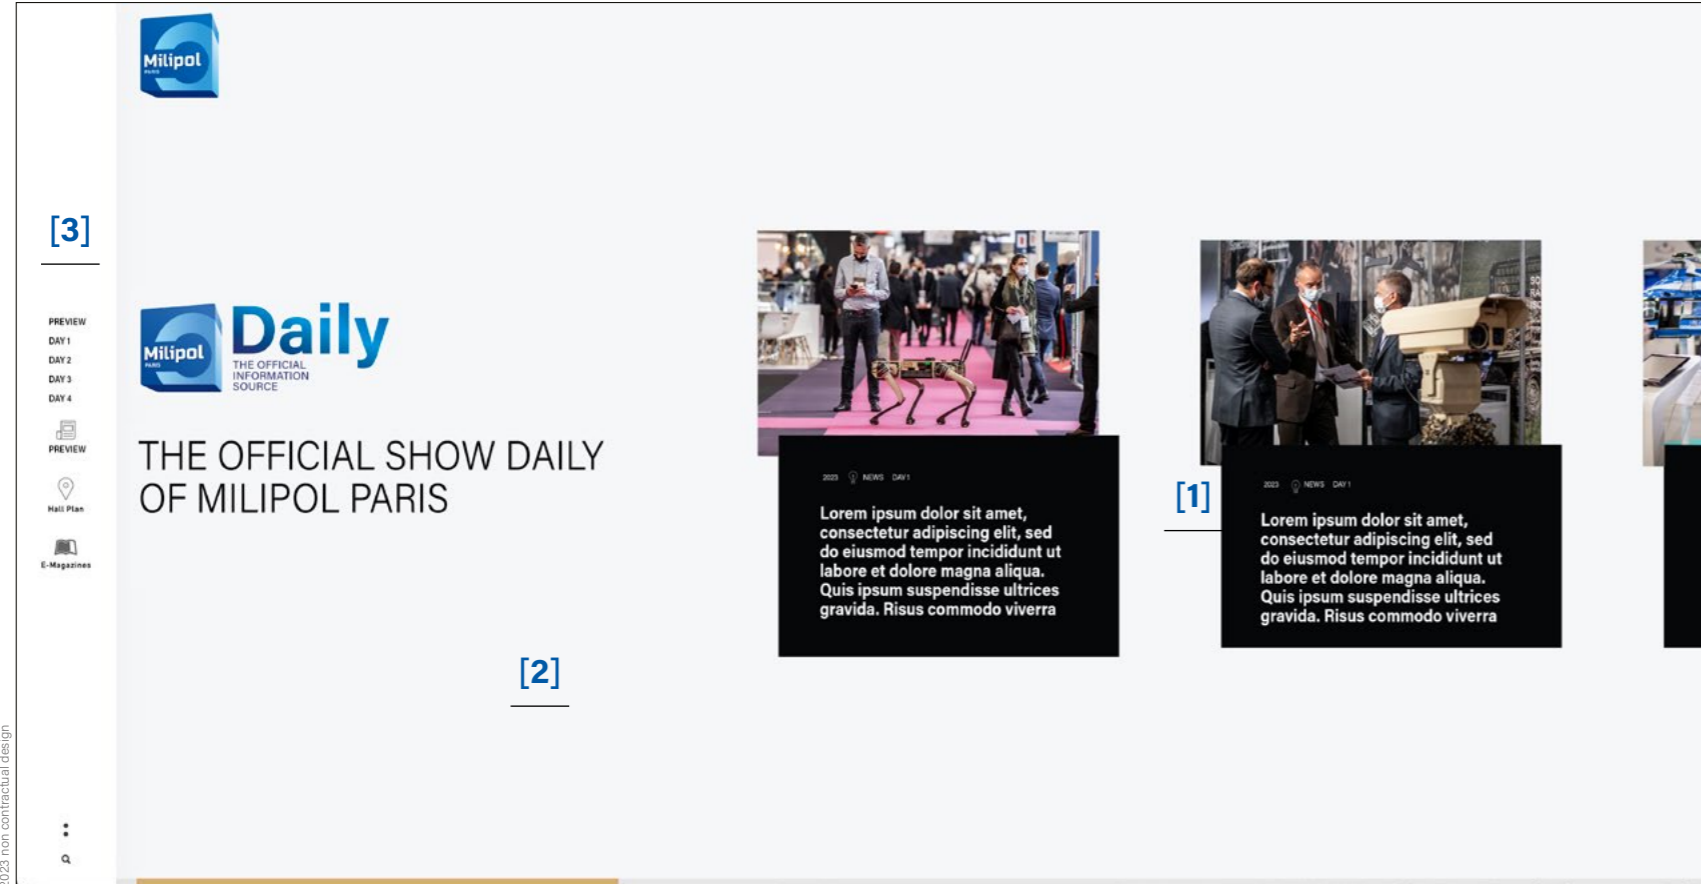 Milipol
PARIS
[3]
PREVIEW
DAY 1
DAY 2
DAY 3
DAY 4
PREVIEW
Hall Plan
E-Magazines
Milipol
PARIS
Daily
THE OFFICIAL
INFORMATION
SOURCE
THE OFFICIAL SHOW DAILY
OF MILIPOL PARIS
[2]
2023 NEWS DAY 1
Lorem ipsum dolor sit amet,
consectetur adipiscing elit, sed
do eiusmod tempor incididunt ut
labore et dolore magna aliqua.
Quis ipsum suspendisse ultrices
gravida. Risus commodo viverra
[1]
2023 NEWS DAY 1
Lorem ipsum dolor sit amet,
consectetur adipiscing elit, sed
do eiusmod tempor incididunt ut
labore et dolore magna aliqua.
Quis ipsum suspendisse ultrices
gravida. Risus commodo viverra
2023 non contractual design